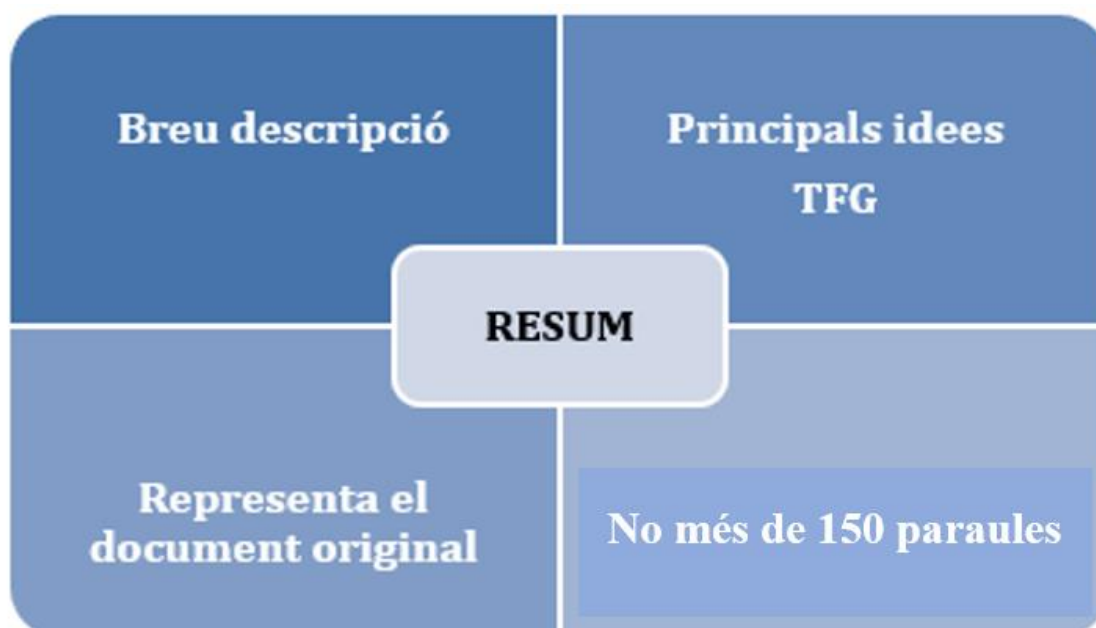 Breu descripció
Principals idees
TFG
RESUM
Representa el
document original
No més de 150 paraules